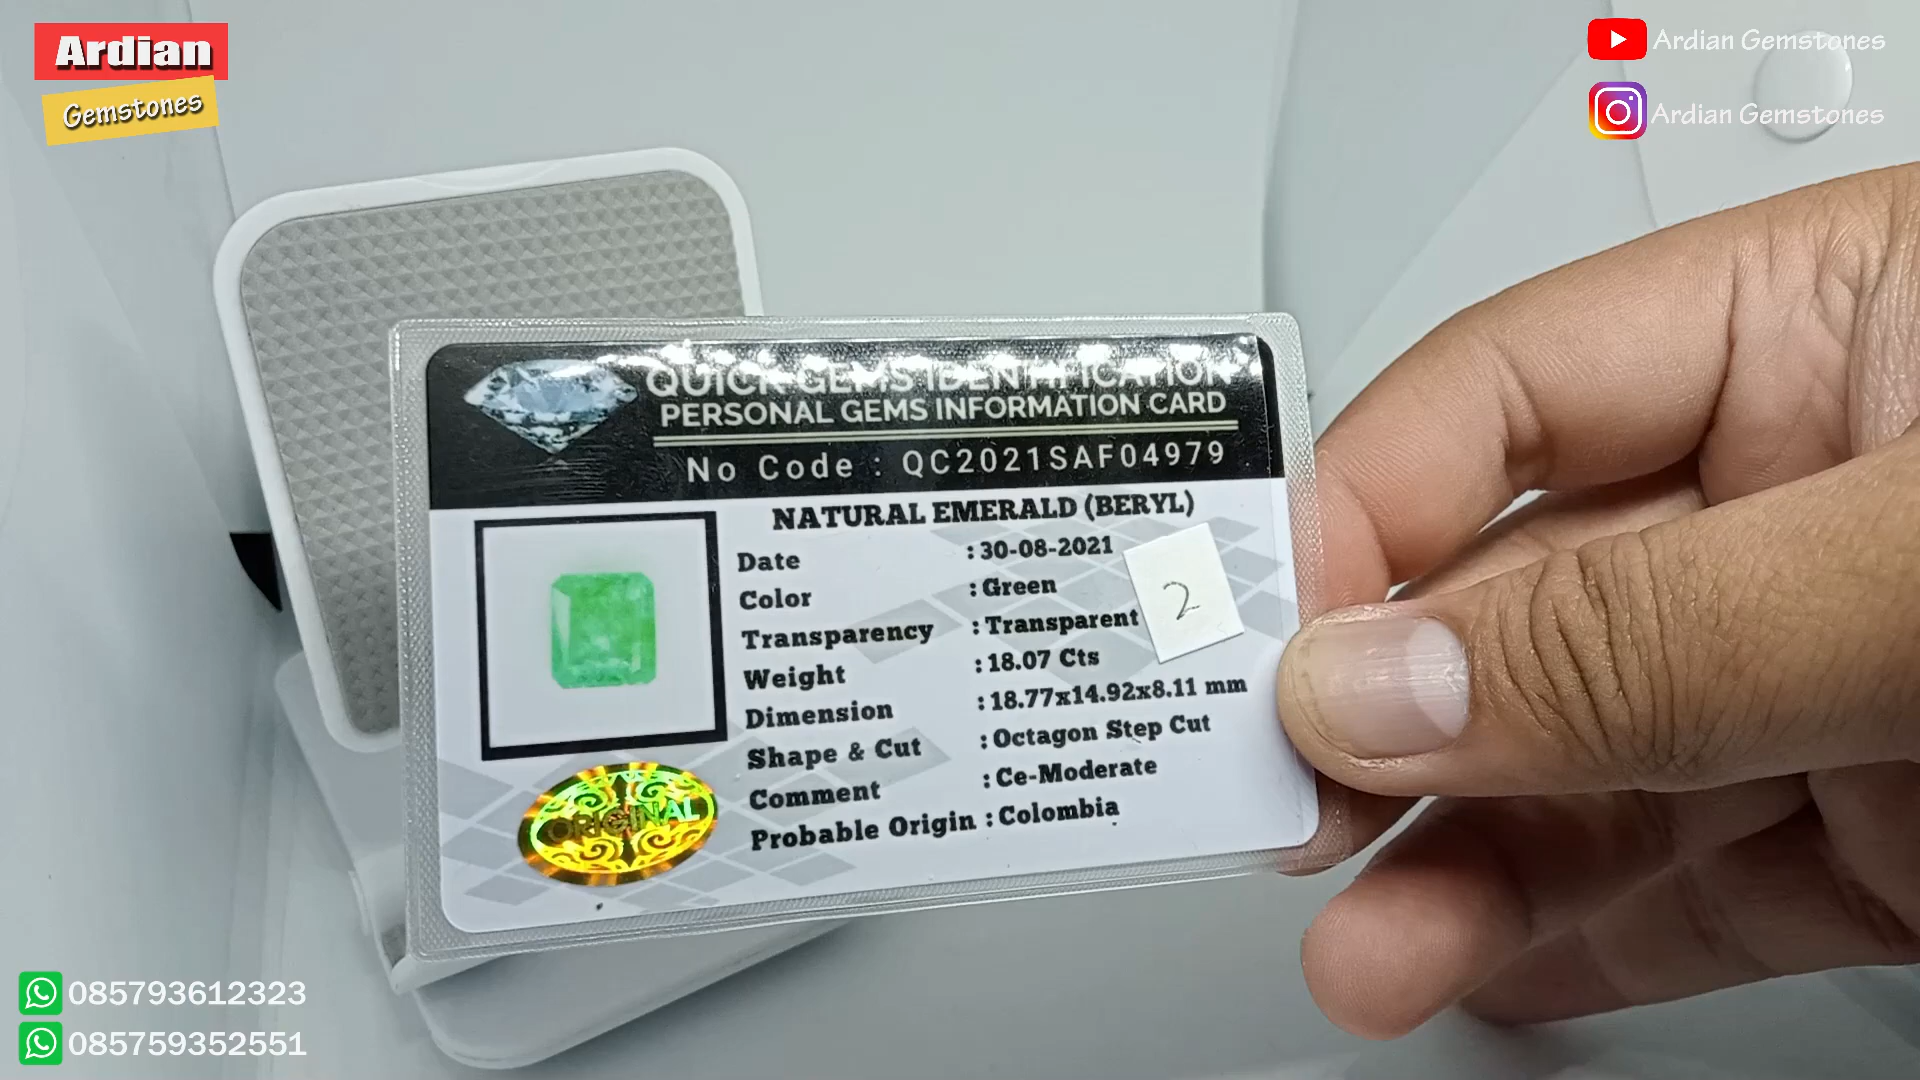 Ardian
Gemstones
Ardian Gemstones
Ardian Gemstones
QUICK GEMS IDENTIFICATION
PERSONAL GEMS INFORMATION CARD
No Code : QC2021SAF04979
NATURAL EMERALD (BERYL)
Date : 30-08-2021
Color : Green
Transparency : Transparent
Weight : 18.07 Cts
Dimension : 18.77x14.92x8.11 mm
Shape & Cut : Octagon Step Cut
Comment : Ce-Moderate
Probable Origin : Colombia
2
ORIGINAL
085793612323
085759352551